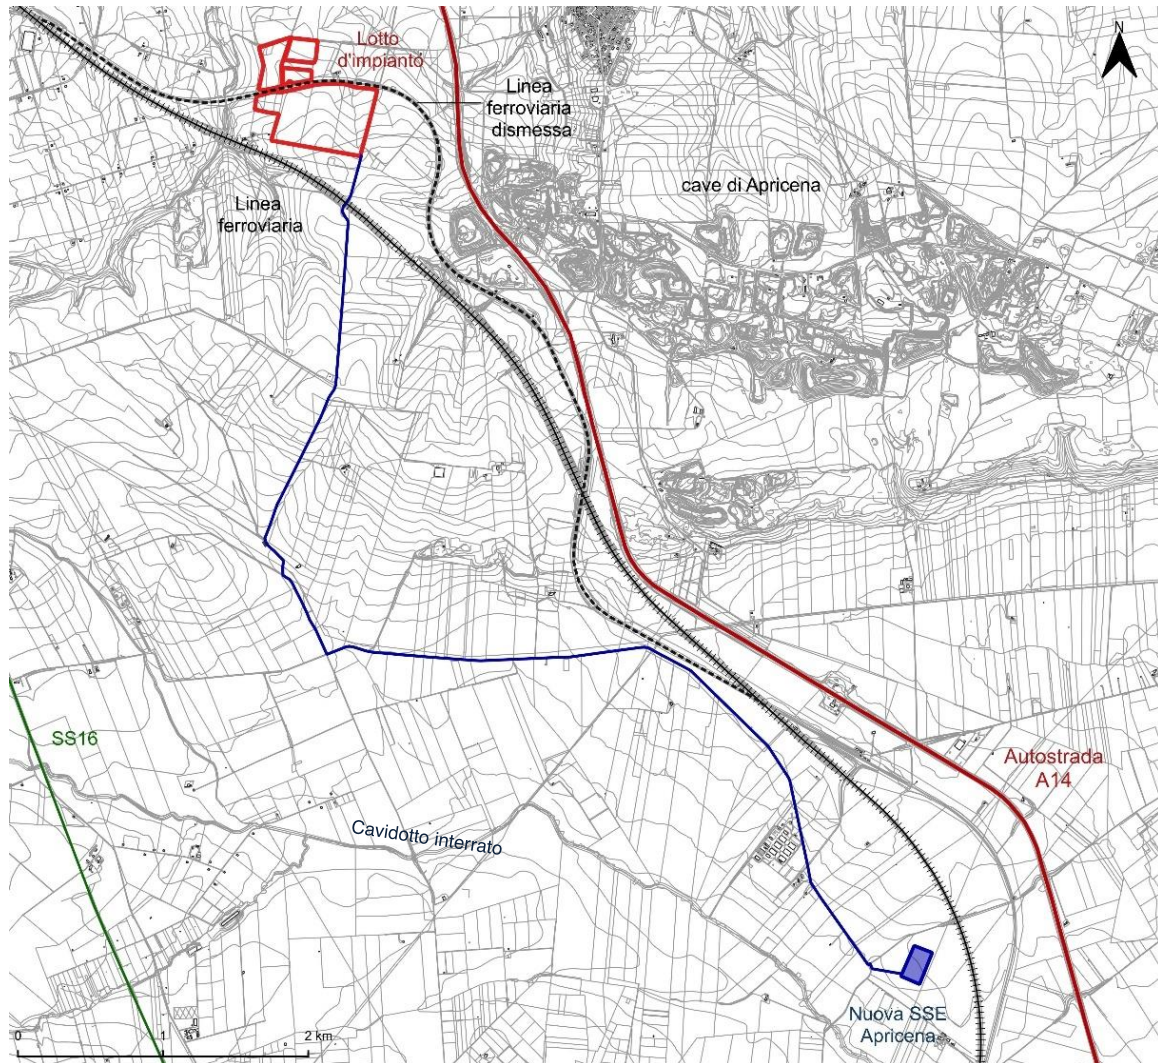 N
Lotto
d'impianto
Linea
ferroviaria
dismessa
cave di Apricena
Linea
ferroviaria
SS16
Autostrada
A14
Cavidotto interrato
Nuova SSE
Apricena
0 1 2 km